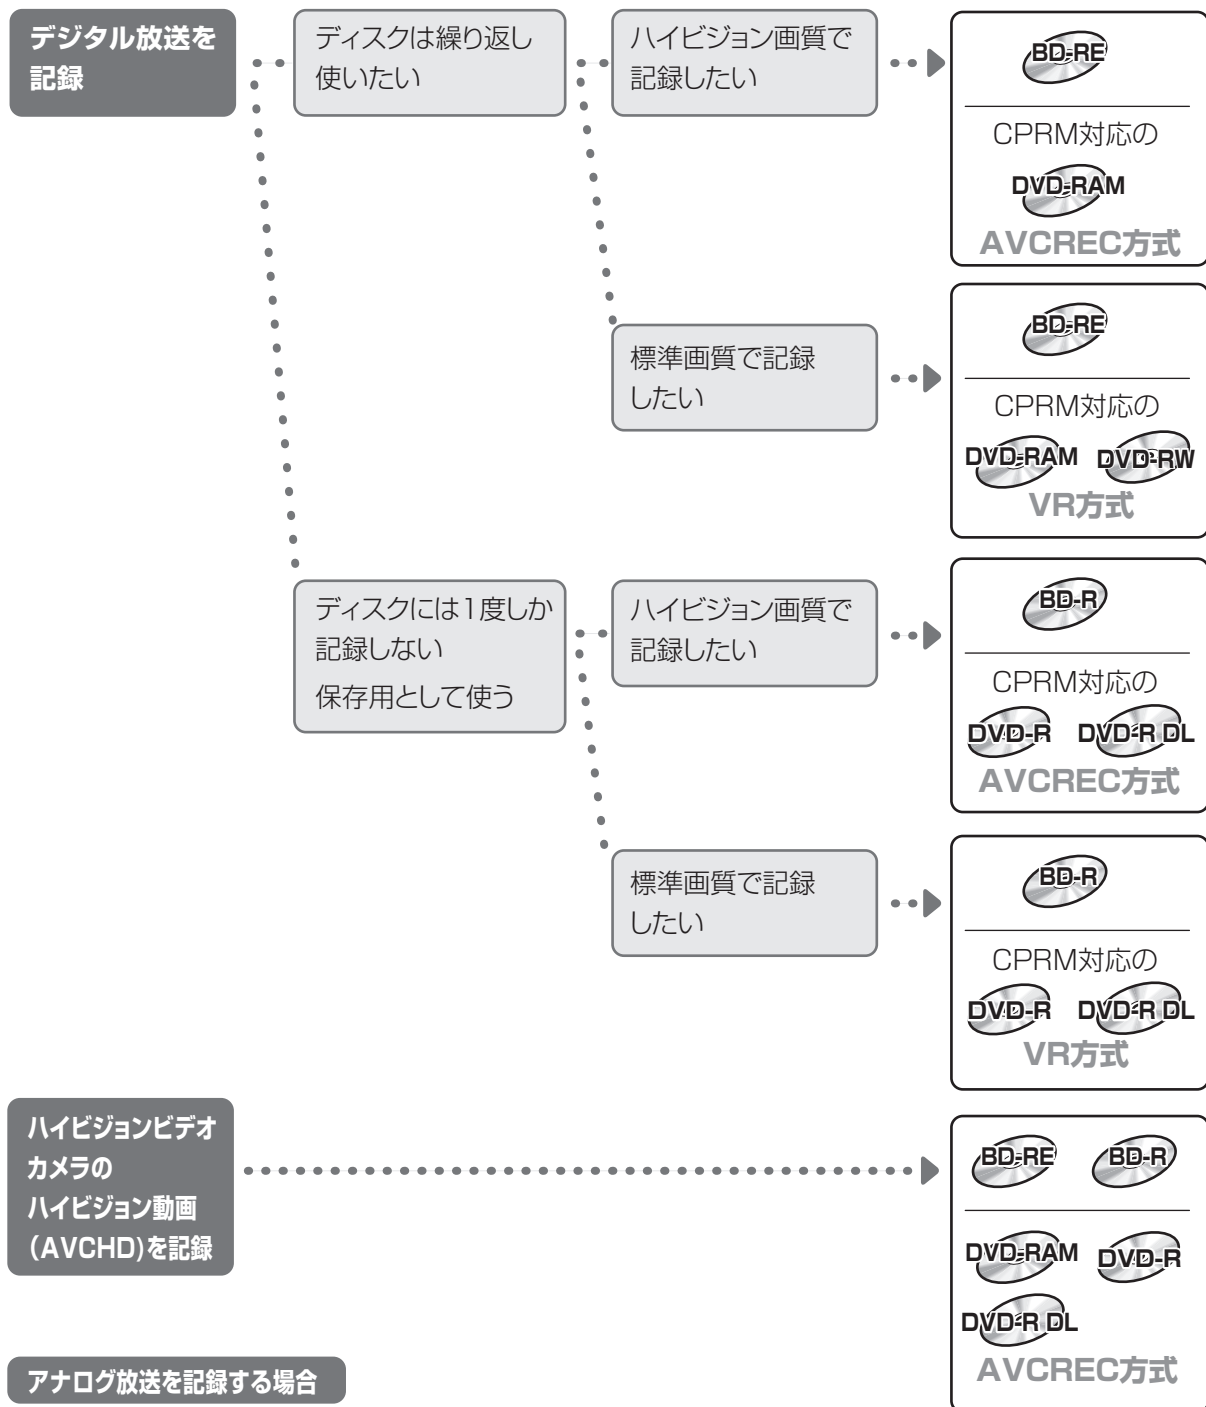 デジタル放送を
記録
ディスクは繰り返し
使いたい
ハイビジョン画質で
記録したい
BD-RE
CPRM対応の
DVD-RAM
AVCREC方式
標準画質で記録
したい
BD-RE
CPRM対応の
DVD-RAM DVD-RW
VR方式
ディスクには1度しか
記録しない
保存用として使う
ハイビジョン画質で
記録したい
BD-R
CPRM対応の
DVD-R DVD-R DL
AVCREC方式
標準画質で記録
したい
BD-R
CPRM対応の
DVD-R DVD-R DL
VR方式
ハイビジョンビデオ
カメラの
ハイビジョン動画
(AVCHD)を記録
BD-RE BD-R
DVD-RAM DVD-R
DVD-R DL
AVCREC方式
アナログ放送を記録する場合